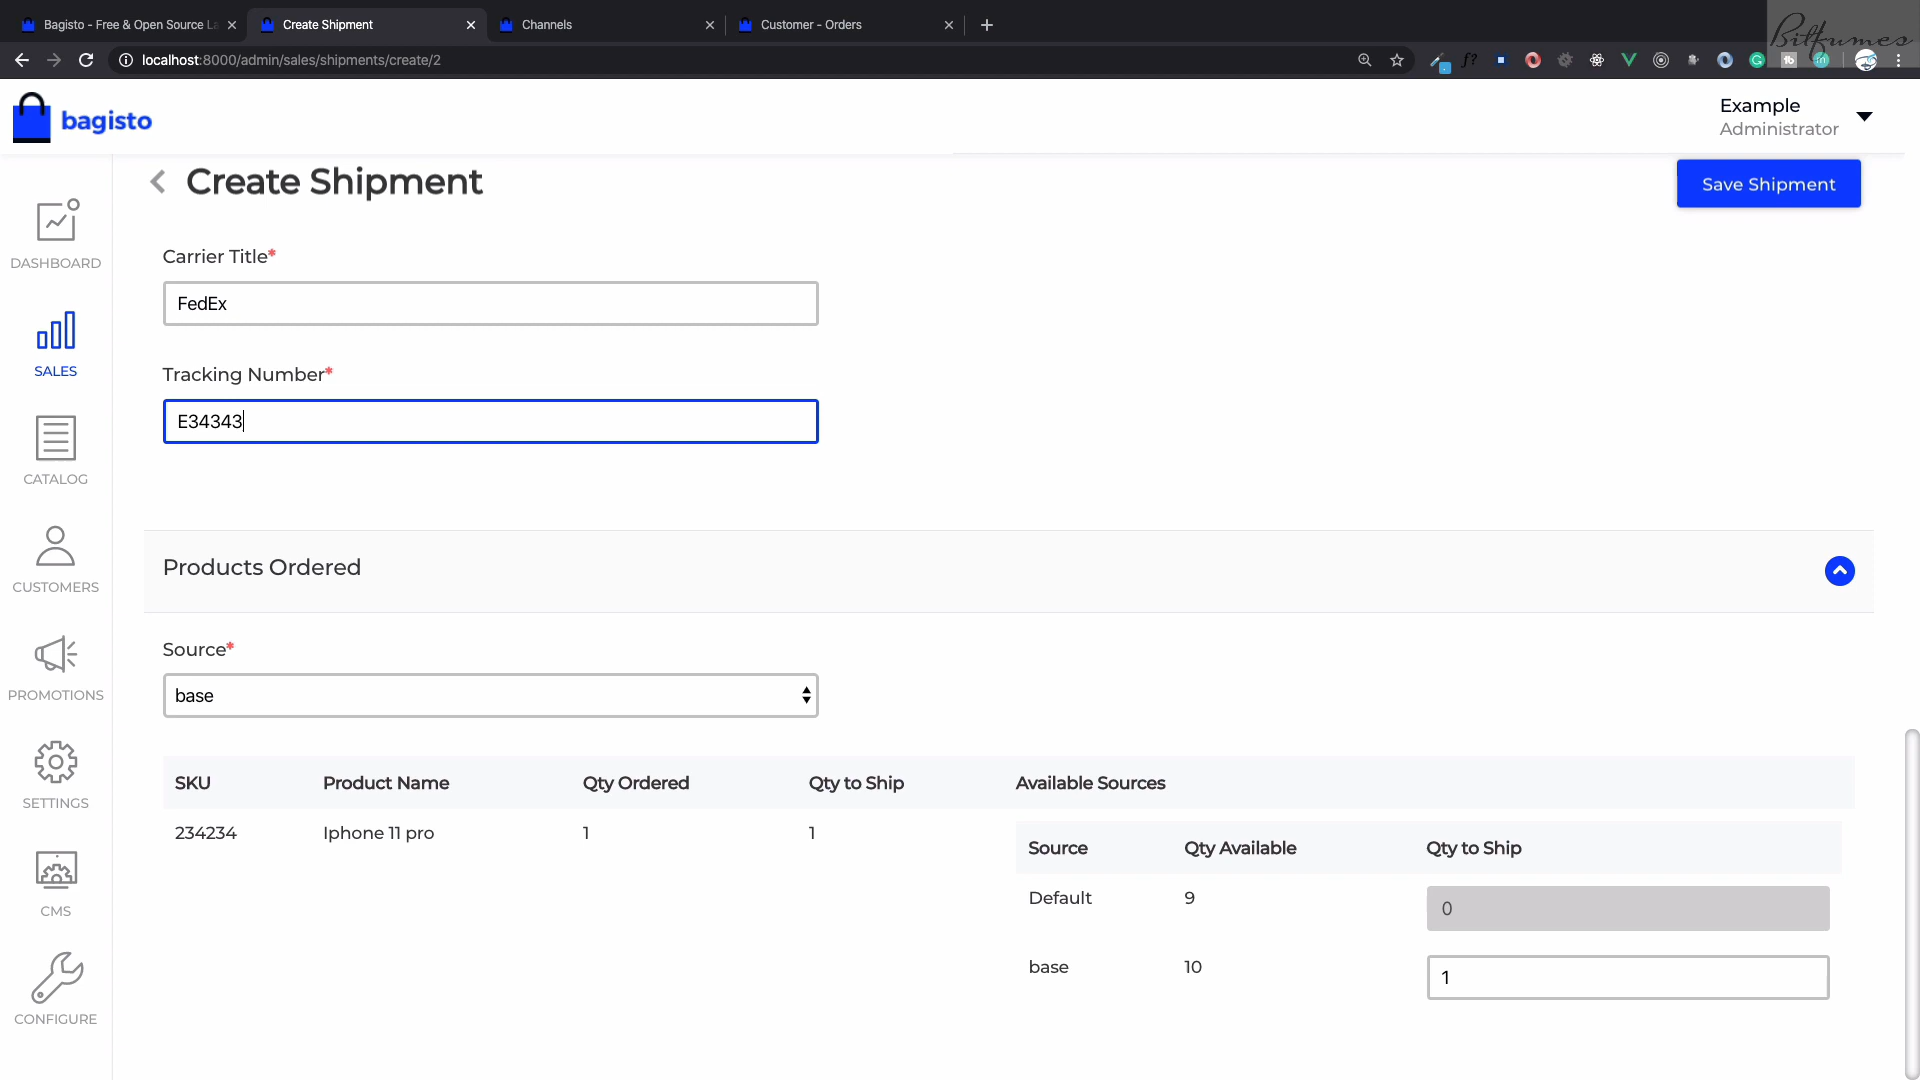 Bagisto - Free & Open Source La
Create Shipment
Channels
Customer - Orders
localhost:8000/admin/sales/shipments/create/2
Bitfumes
bagisto
Example
Administrator
Create Shipment
Save Shipment
Carrier Title*
FedEx
Tracking Number*
E34343
Products Ordered
Source*
base
SKU Product Name Qty Ordered Qty to Ship Available Sources
234234 Iphone 11 pro 1 1
Source Qty Available Qty to Ship
Default 9 0
base 10 1
DASHBOARD
SALES
CATALOG
CUSTOMERS
PROMOTIONS
SETTINGS
CMS
CONFIGURE